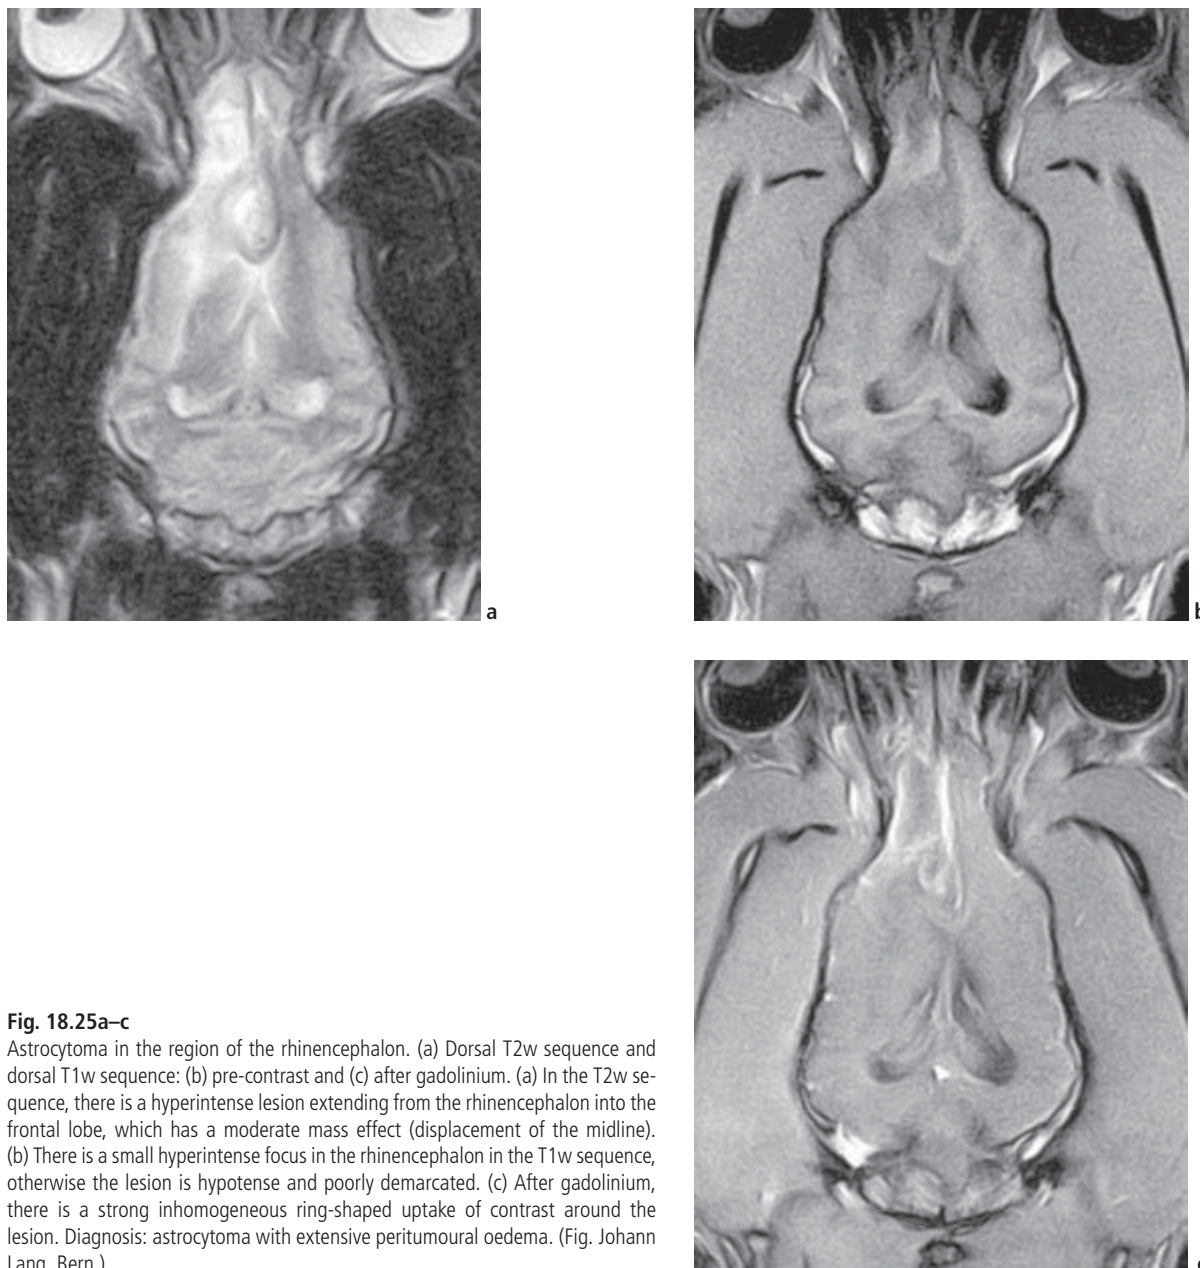 a
b
Fig. 18.25a–c
Astrocytoma in the region of the rhinencephalon. (a) Dorsal T2w sequence and
dorsal T1w sequence: (b) pre-contrast and (c) after gadolinium. (a) In the T2w se-
quence, there is a hyperintense lesion extending from the rhinencephalon into the
frontal lobe, which has a moderate mass effect (displacement of the midline).
(b) There is a small hyperintense focus in the rhinencephalon in the T1w sequence,
otherwise the lesion is hypotense and poorly demarcated. (c) After gadolinium,
there is a strong inhomogeneous ring-shaped uptake of contrast around the
lesion. Diagnosis: astrocytoma with extensive peritumoural oedema. (Fig. Johann
Lang, Bern.)